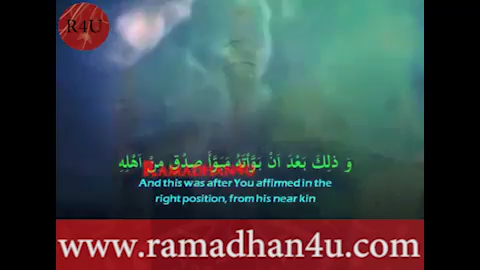 R4U
وَ ذٰلِكَ بَعْدَ اَنْ بَوَّأْتَهُ مُبَوَّأَ صِدْقٍ مِنْ اَهْلِهِ
RAMADHAN4U
And this was after You affirmed in the
right position, from his near kin
www.ramadhan4u.com